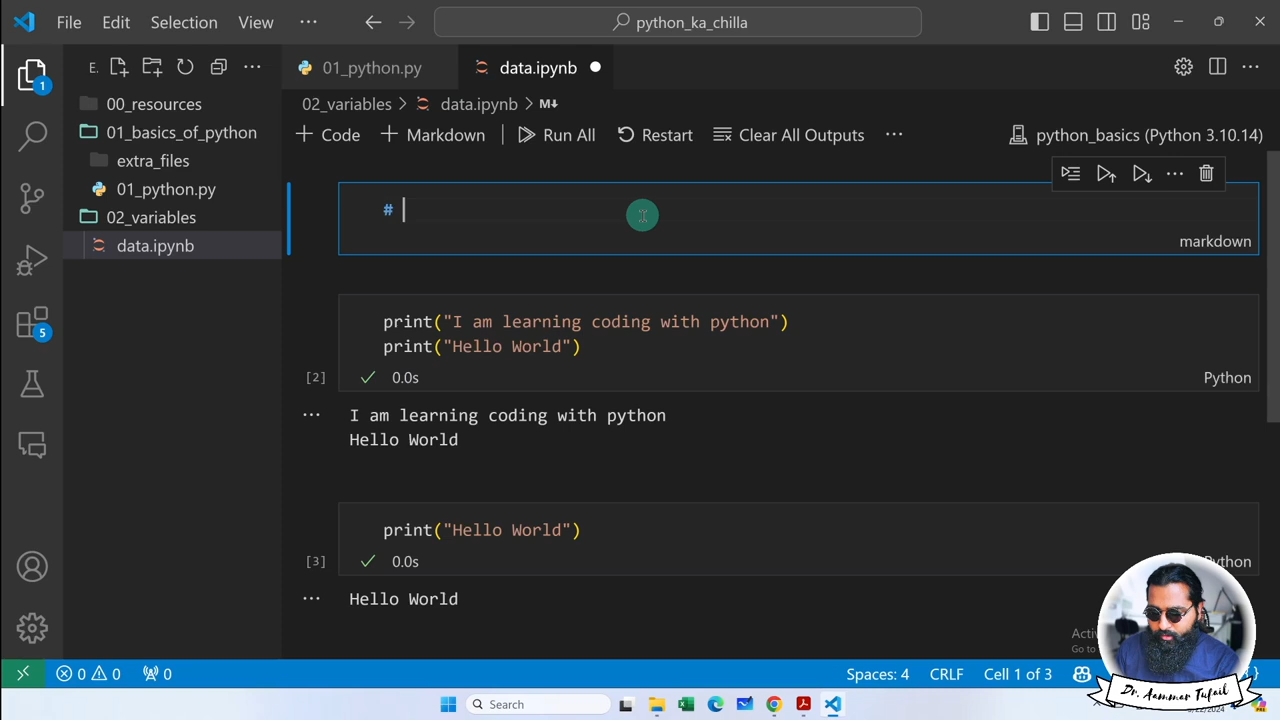 File Edit Selection View ··· python_ka_chilla
E. ··· 01_python.py data.ipynb ···
1
00_resources
01_basics_of_python
extra_files
01_python.py
02_variables
data.ipynb
5
02_variables > data.ipynb > M↓
+ Code + Markdown | Run All Restart Clear All Outputs ··· python_basics (Python 3.10.14)
#
markdown
print("I am learning coding with python")
print("Hello World")
[2] 0.0s Python
I am learning coding with python
Hello World
print("Hello World")
[3] 0.0s Python
Hello World
0 0 0 Spaces: 4 CRLF Cell 1 of 3
Search
Dr. Aammar Tufail